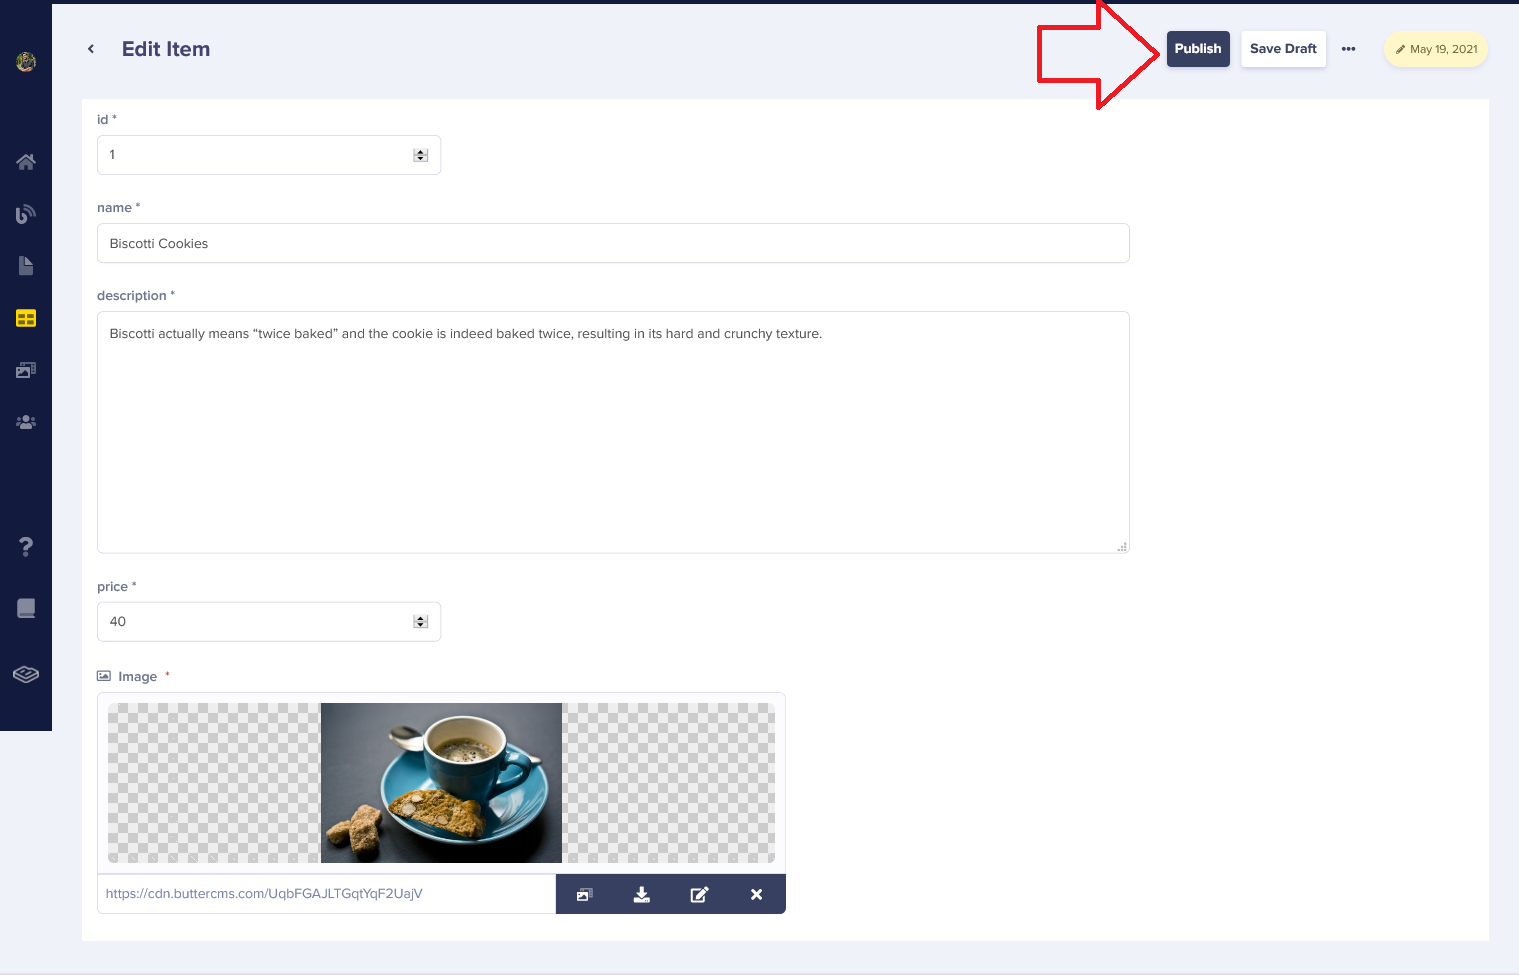 Edit Item
Publish
Save Draft
May 19, 2021
id *
1
name *
Biscotti Cookies
description *
Biscotti actually means “twice baked” and the cookie is indeed baked twice, resulting in its hard and crunchy texture.
price *
40
Image *
https://cdn.buttercms.com/UqbFGAJLTGqtYqF2UajV